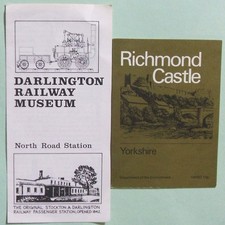 DARLINGTON
RAILWAY
MUSEUM
North Road Station
THE ORIGINAL STOCKTON & DARLINGTON
RAILWAY PASSENGER STATION (OPENED 1842)
Richmond
Castle
Yorkshire